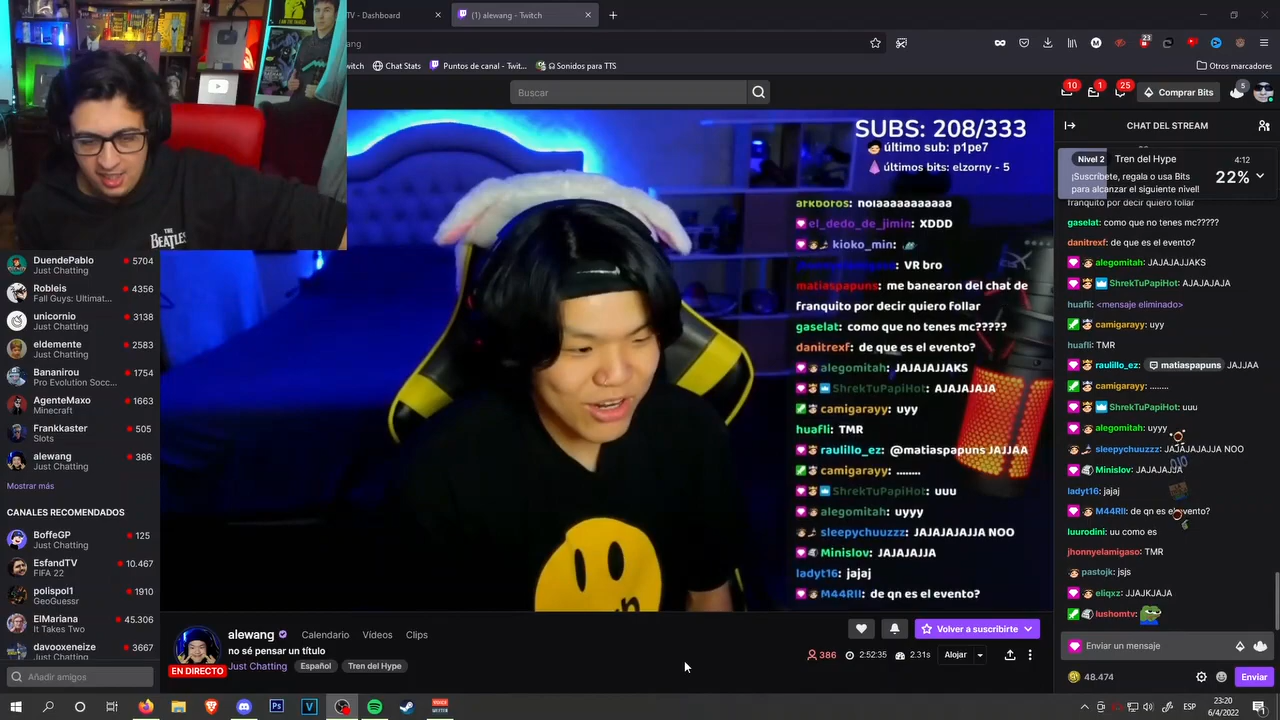 TV - Dashboard
(1) alewang - Twitch
ang
23
witch
Chat Stats
Puntos de canal - Twit...
Sonidos para TTS
Otros marcadores
Buscar
10
1
25
Comprar Bits
5
THE
BEATLES
SUBS: 208/333
último sub: p1pe7
últimos bits: elzorny - 5
arkboros: holaaaaaaaaaa
el_dedo_de_jimin: XDDD
kioko_min:
VR bro
matiaspapuns: me banearon del chat de
franquito por decir quiero follar
gaselat: como que no tenes mc?????
danitrexf: de que es el evento?
alegomitah: JAJAJAJJAKS
ShrekTuPapiHot: AJAJAJAJA
camigarayy: uyy
huafli: TMR
raulillo_ez: @matiaspapuns JAJJAA
camigarayy: ........
ShrekTuPapiHot: uuu
alegomitah: uyyy
sleepychuuzzz: JAJAJAJAJJA NOO
Minislov: JAJAJAJJA
ladyt16: jajaj
M44RII: de qn es el evento?
CHAT DEL STREAM
Nivel 2
Tren del Hype
4:12
¡Suscríbete, regala o usa Bits
para alcanzar el siguiente nivel!
22%
franquito por decir quiero follar
gaselat: como que no tenes mc?????
danitrexf: de que es el evento?
alegomitah: JAJAJAJJAKS
ShrekTuPapiHot: AJAJAJAJA
huafli: <mensaje eliminado>
camigarayy: uyy
huafli: TMR
raulillo_ez: matiaspapuns JAJJAA
camigarayy: ........
ShrekTuPapiHot: uuu
alegomitah: uyyy
sleepychuuzzz: JAJAJAJAJJA NOO
Minislov: JAJAJAJJA
ladyt16: jajaj
M44RII: de qn es el evento?
luurodini: uu como es
jhonnyelamigaso: TMR
pastojk: jsjs
eliqxz: JJAJKJAJA
lushomtv:
Enviar un mensaje
48.474
Enviar
DuendePablo 5704
Just Chatting
Robleis 4356
Fall Guys: Ultimat...
unicornio 3138
Just Chatting
eldemente 2583
Just Chatting
Bananirou 1754
Pro Evolution Socc...
AgenteMaxo 1663
Minecraft
Frankkaster 505
Slots
alewang 386
Just Chatting
Mostrar más
CANALES RECOMENDADOS
BoffeGP 125
Just Chatting
EsfandTV 10.467
FIFA 22
polispol1 1910
GeoGuessr
ElMariana 45.306
It Takes Two
davooxeneize 3667
Just Chatting
Añadir amigos
alewang
Calendario
Vídeos
Clips
no sé pensar un título
Just Chatting
Español
Tren del Hype
EN DIRECTO
Volver a suscribirte
386
2:52:35
2.31s
Alojar
ESP
23:20
6/4/2022